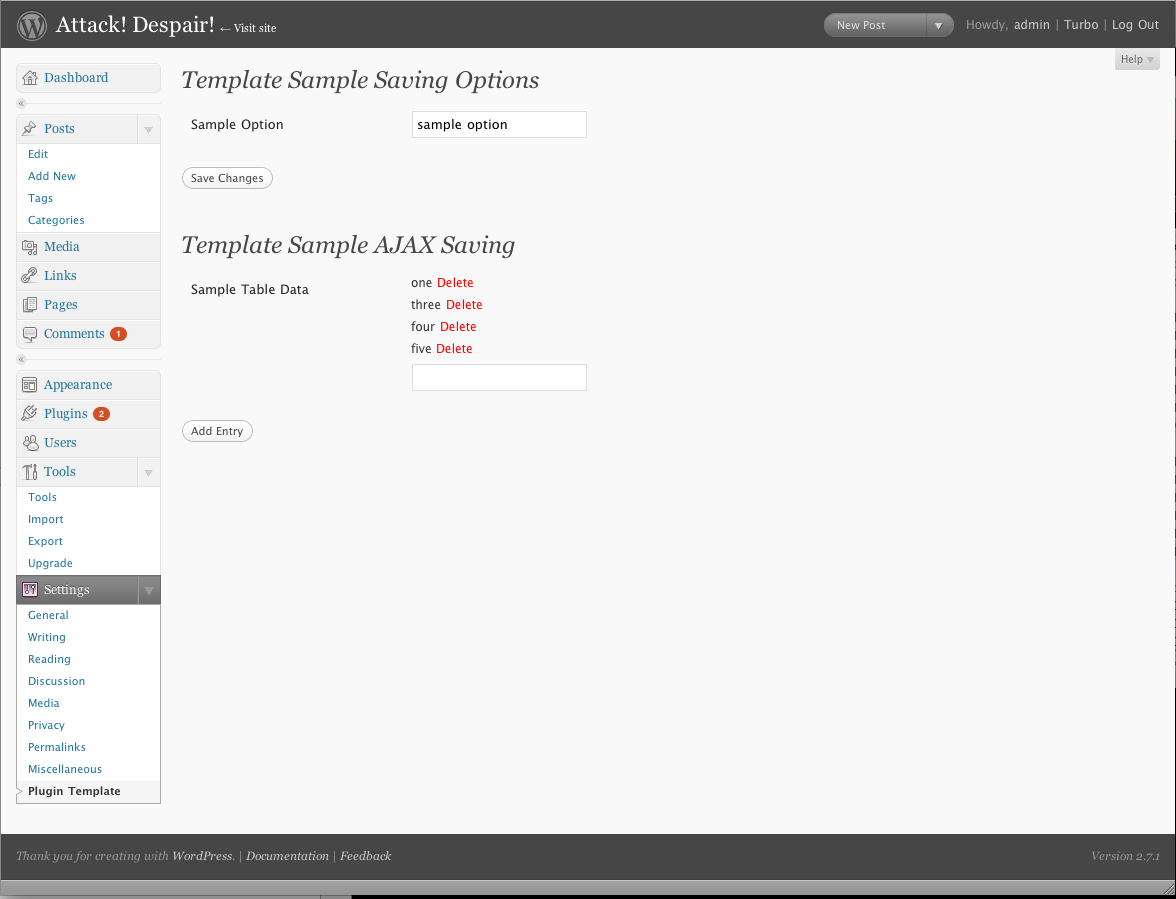 Attack! Despair! ← Visit site
New Post
Howdy, admin | Turbo | Log Out
Help
Dashboard
Posts
Edit
Add New
Tags
Categories
Media
Links
Pages
Comments 1
Appearance
Plugins 2
Users
Tools
Tools
Import
Export
Upgrade
Settings
General
Writing
Reading
Discussion
Media
Privacy
Permalinks
Miscellaneous
Plugin Template
Template Sample Saving Options
Sample Option
sample option
Save Changes
Template Sample AJAX Saving
Sample Table Data
one Delete
three Delete
four Delete
five Delete
Add Entry
Thank you for creating with WordPress. | Documentation | Feedback
Version 2.7.1